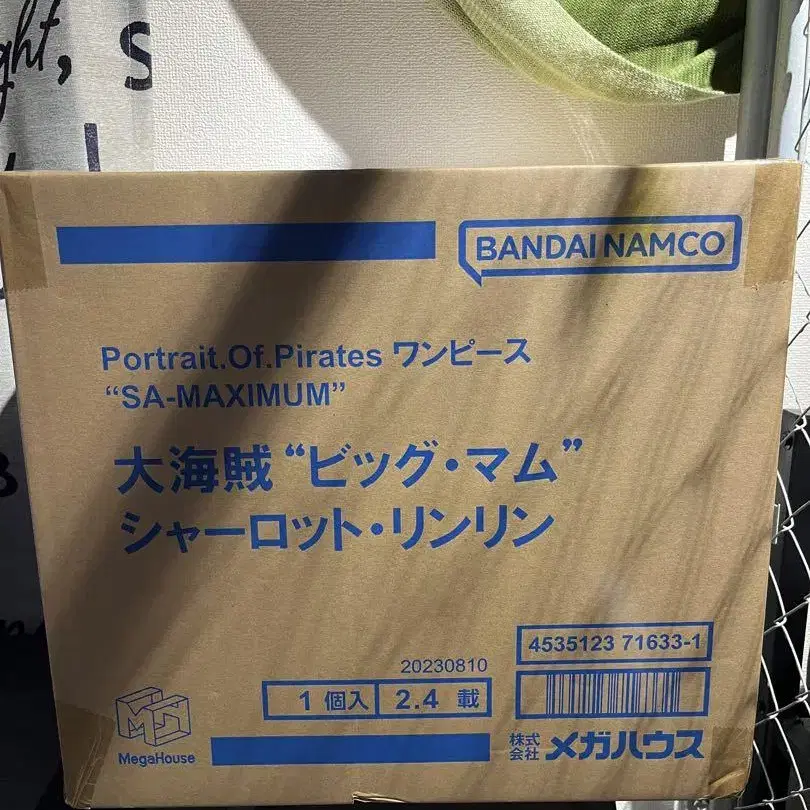 ght, S
BANDAI NAMCO
Portrait.Of.Pirates ワンピース
“SA-MAXIMUM”
大海賊“ビッグ・マム”
シャーロット・リンリン
4535123 71633-1
20230810
1 個入 2.4 載
MegaHouse
株式会社 メガハウス